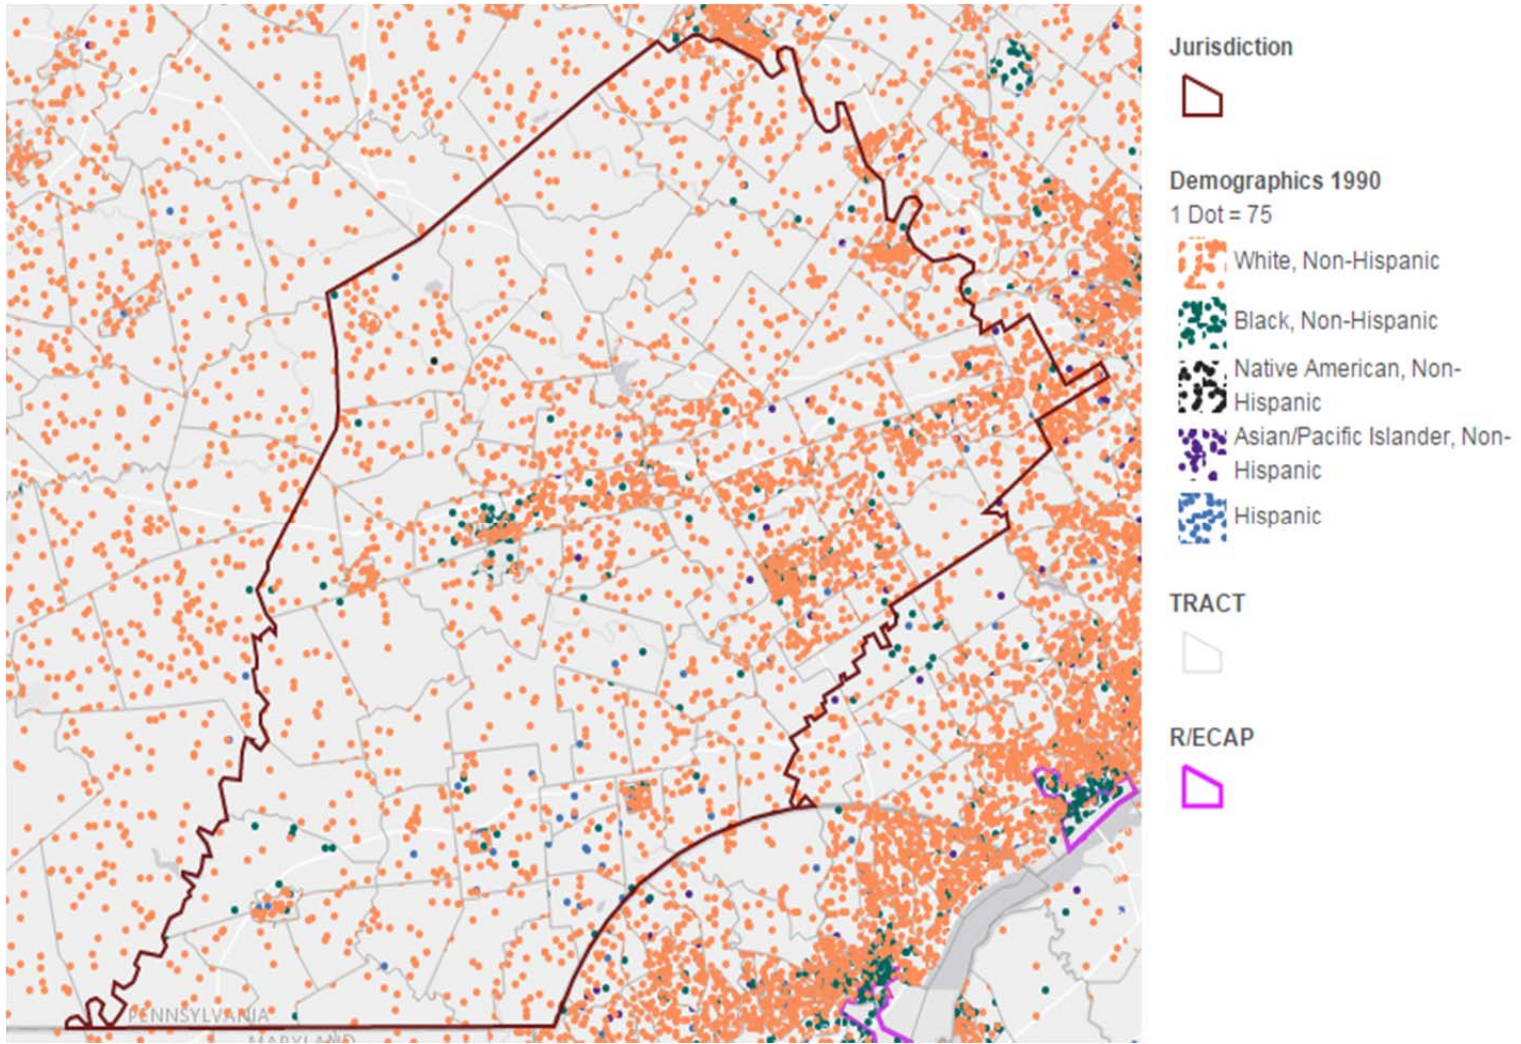 Jurisdiction
Demographics 1990
1 Dot = 75
White, Non-Hispanic
Black, Non-Hispanic
Native American, Non-
Hispanic
Asian/Pacific Islander, Non-
Hispanic
Hispanic
TRACT
R/ECAP
PENNSYLVANIA
MARYLAND